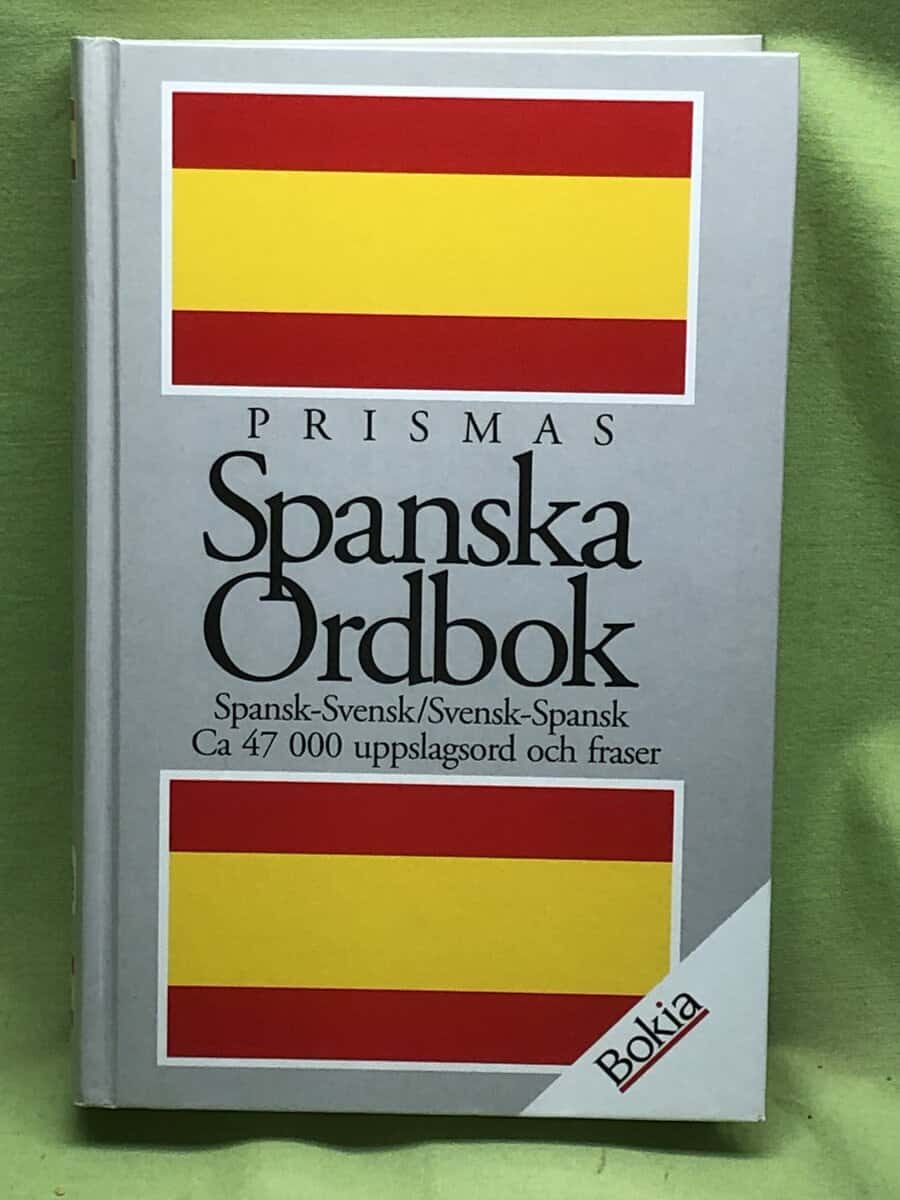 PRISMAS
Spanska
Ordbok
Spansk-Svensk/Svensk-Spansk
Ca 47 000 uppslagsord och fraser
Bokia